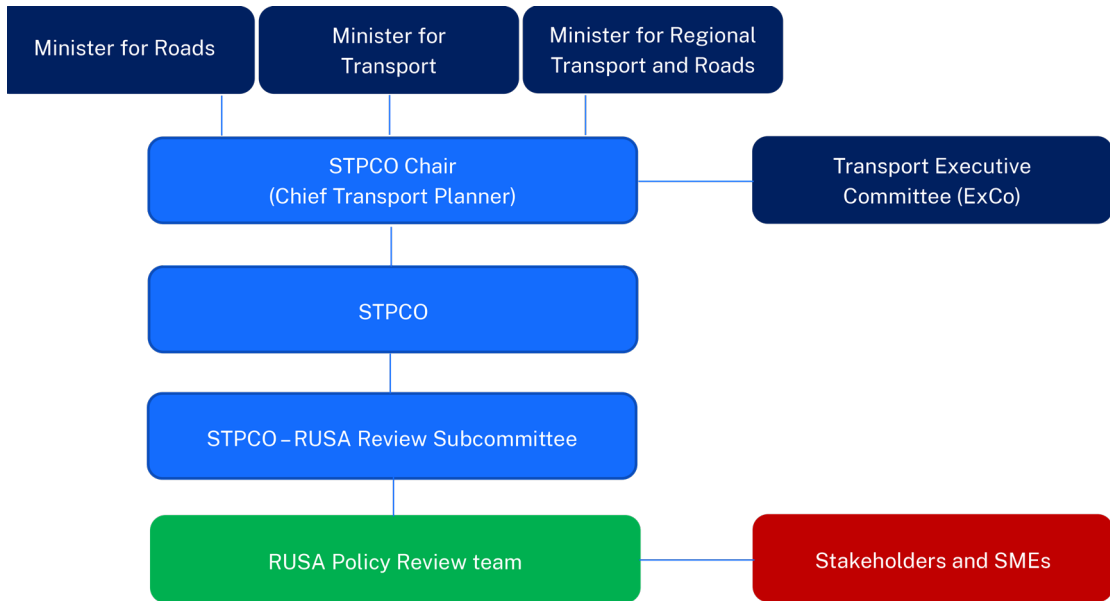 Minister for Roads
Minister for
Transport
Minister for Regional
Transport and Roads
STPCO Chair
(Chief Transport Planner)
Transport Executive
Committee (ExCo)
STPCO
STPCO – RUSA Review Subcommittee
RUSA Policy Review team
Stakeholders and SMEs